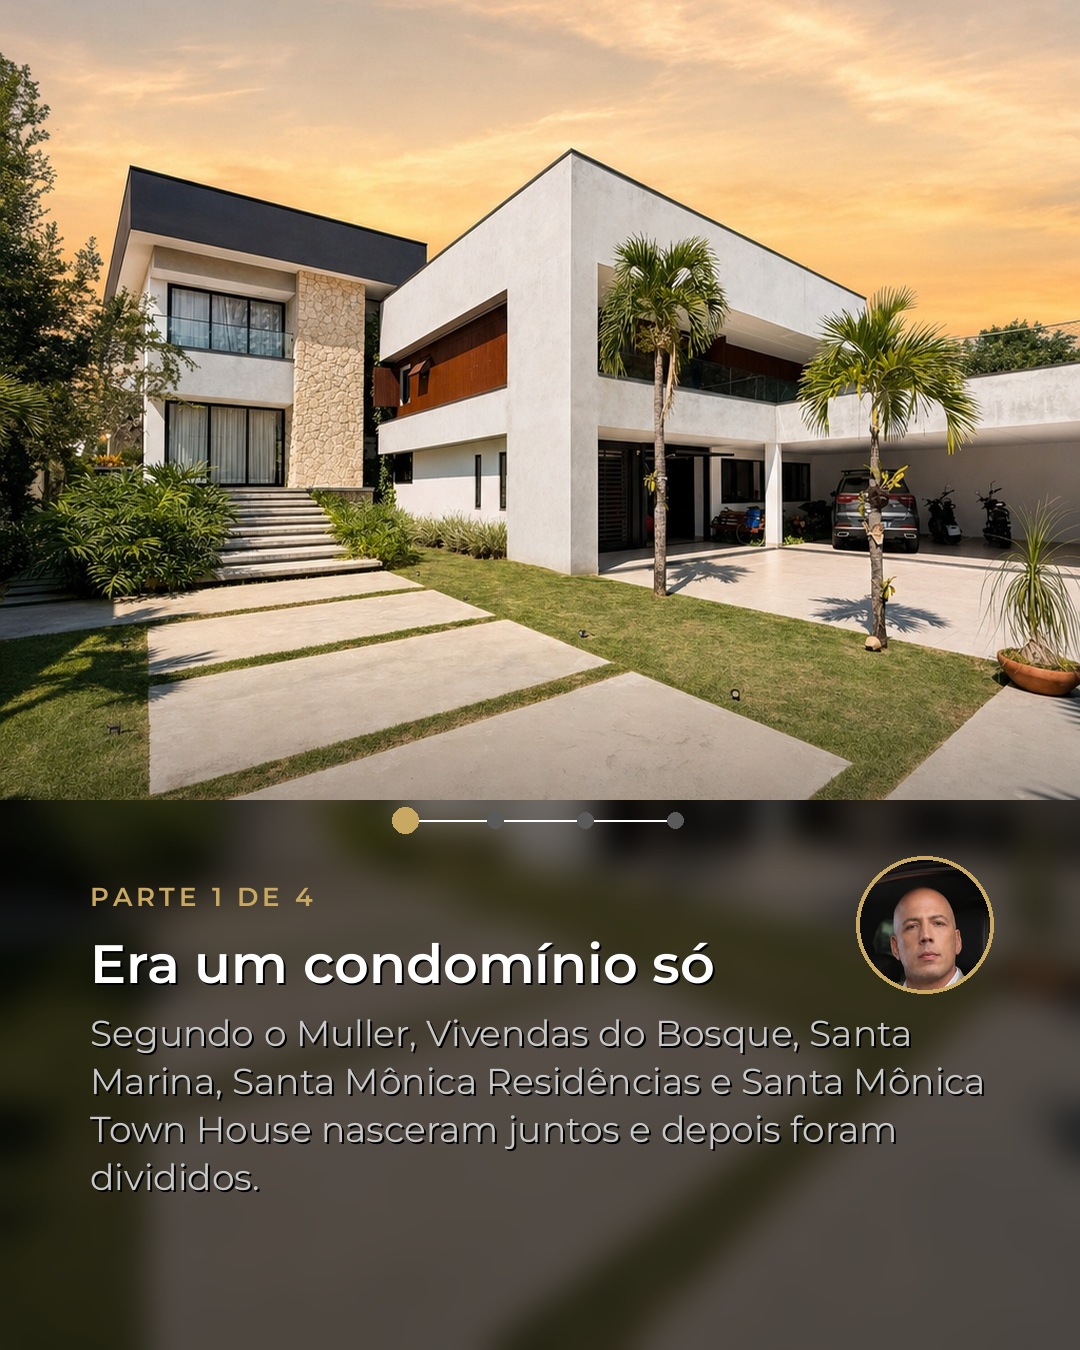 PARTE 1 DE 4
Era um condomínio só
Segundo o Muller, Vivendas do Bosque, Santa
Marina, Santa Mônica Residências e Santa Mônica
Town House nasceram juntos e depois foram
divididos.